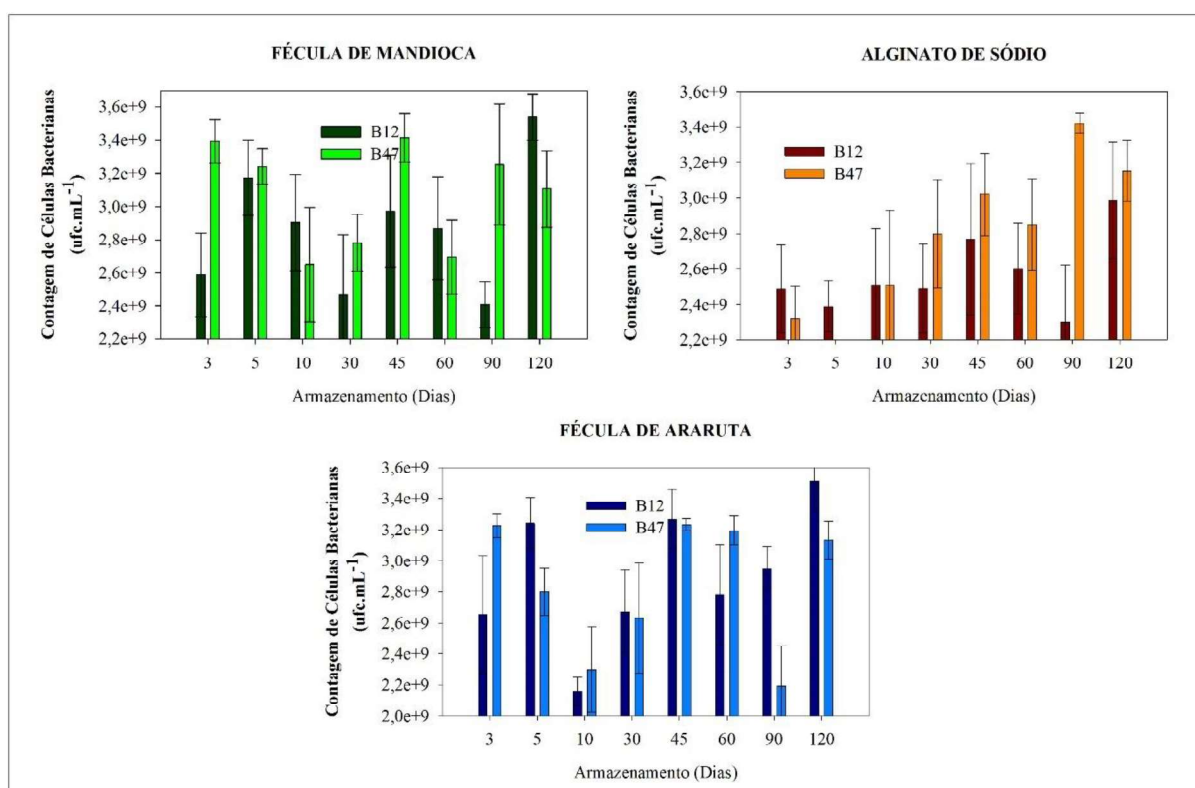 FÉCULA DE MANDIOCA
Contagem de Células Bacterianas
(ufc.mL⁻¹)
3,6e+9
3,4e+9
3,2e+9
3,0e+9
2,8e+9
2,6e+9
2,4e+9
2,2e+9
B12
B47
3 5 10 30 45 60 90 120
Armazenamento (Dias)
ALGINATO DE SÓDIO
Contagem de Células Bacterianas
(ufc.mL⁻¹)
3,6e+9
3,4e+9
3,2e+9
3,0e+9
2,8e+9
2,6e+9
2,4e+9
2,2e+9
B12
B47
3 5 10 30 45 60 90 120
Armazenamento (Dias)
FÉCULA DE ARARUTA
Contagem de Células Bacterianas
(ufc.mL⁻¹)
3,6e+9
3,4e+9
3,2e+9
3,0e+9
2,8e+9
2,6e+9
2,4e+9
2,2e+9
2,0e+9
B12
B47
3 5 10 30 45 60 90 120
Armazenamento (Dias)